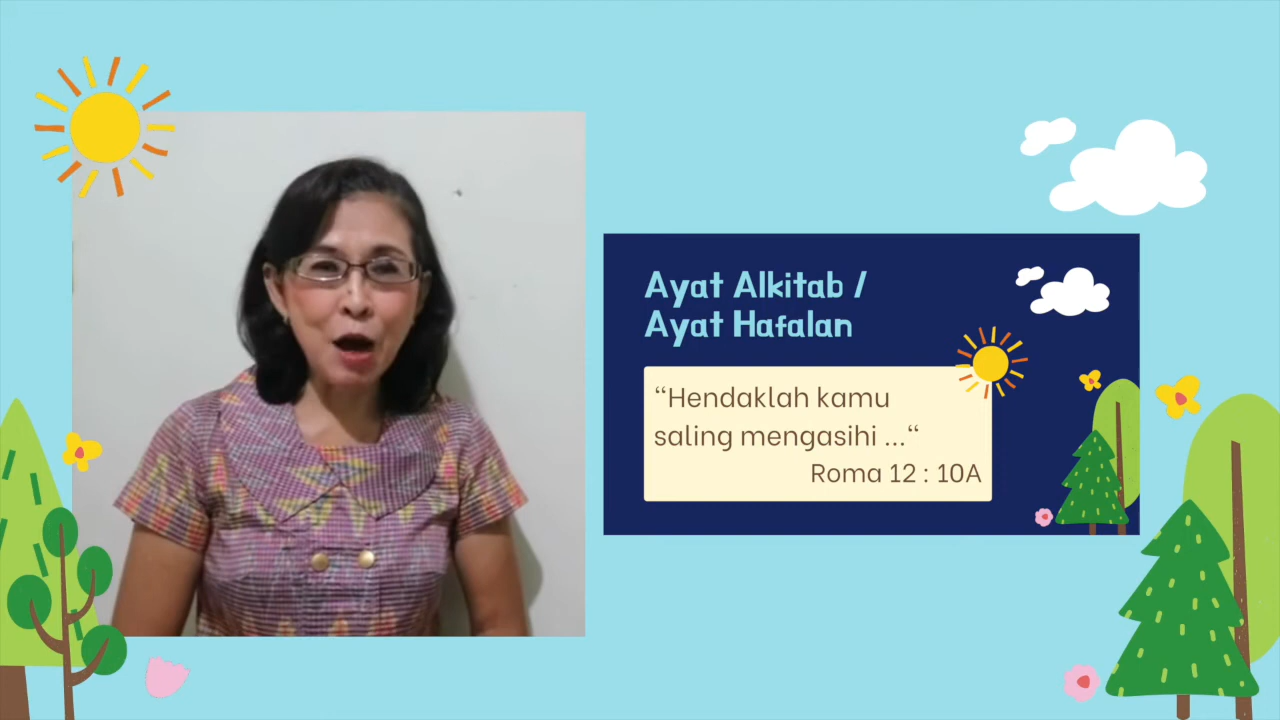 Ayat Alkitab /
Ayat Hafalan
“Hendaklah kamu
saling mengasihi ...“
Roma 12 : 10A